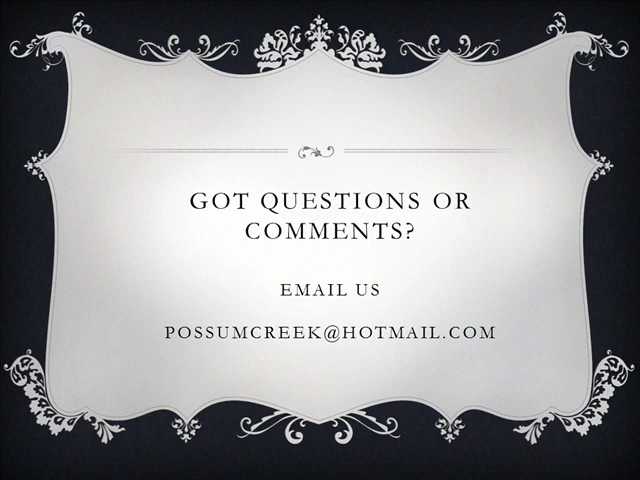 GOT QUESTIONS OR
COMMENTS?
EMAIL US
POSSUMCREEK@HOTMAIL.COM